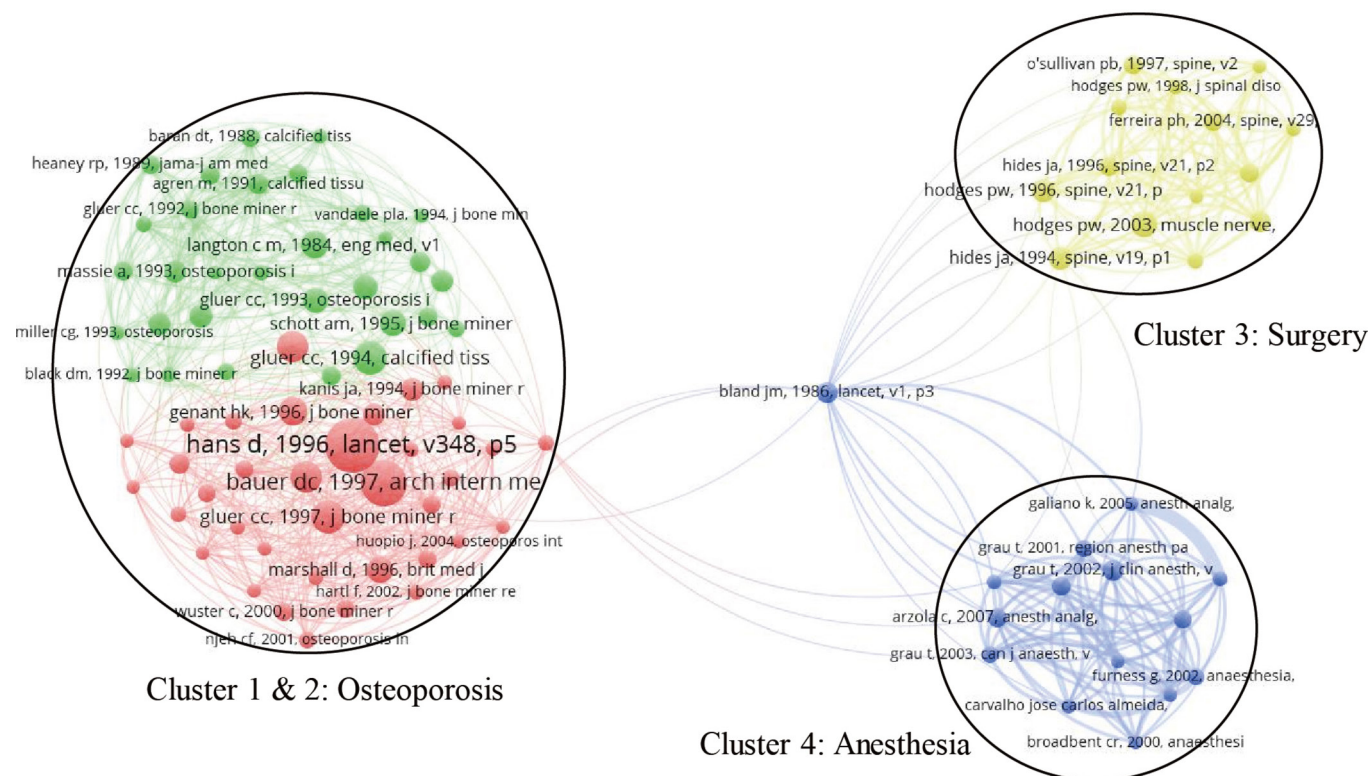 baran dt, 1988, calcified tiss
heaney rp, 1989, jama-j am med
agren m, 1991, calcified tissu
gluer cc, 1992, j bone miner r
vandaele pla, 1994, j bone min
langton c m, 1984, eng med, v1
massie a, 1993, osteoporosis i
gluer cc, 1993, osteoporosis i
schott am, 1995, j bone miner
miller cg, 1993, osteoporosis
gluer cc, 1994, calcified tiss
black dm, 1992, j bone miner r
kanis ja, 1994, j bone miner r
genant hk, 1996, j bone miner
hans d, 1996, lancet, v348, p5
bauer dc, 1997, arch intern me
gluer cc, 1997, j bone miner r
huopio j, 2004, osteoporos int
marshall d, 1996, brit med j
hartl f, 2002, j bone miner re
wuster c, 2000, j bone miner r
njeh cf, 2001, osteoporosis in
Cluster 1 & 2: Osteoporosis
bland jm, 1986, lancet, v1, p3
o'sullivan pb, 1997, spine, v2
hodges pw, 1998, j spinal diso
ferreira ph, 2004, spine, v29,
hides ja, 1996, spine, v21, p2
hodges pw, 1996, spine, v21, p
hodges pw, 2003, muscle nerve,
hides ja, 1994, spine, v19, p1
Cluster 3: Surgery
galiano k, 2005, anesth analg,
grau t, 2001, region anesth pa
grau t, 2002, j clin anesth, v
arzola c, 2007, anesth analg,
grau t, 2003, can j anaesth, v
furness g, 2002, anaesthesia,
carvalho jose carlos almeida,
broadbent cr, 2000, anaesthesi
Cluster 4: Anesthesia